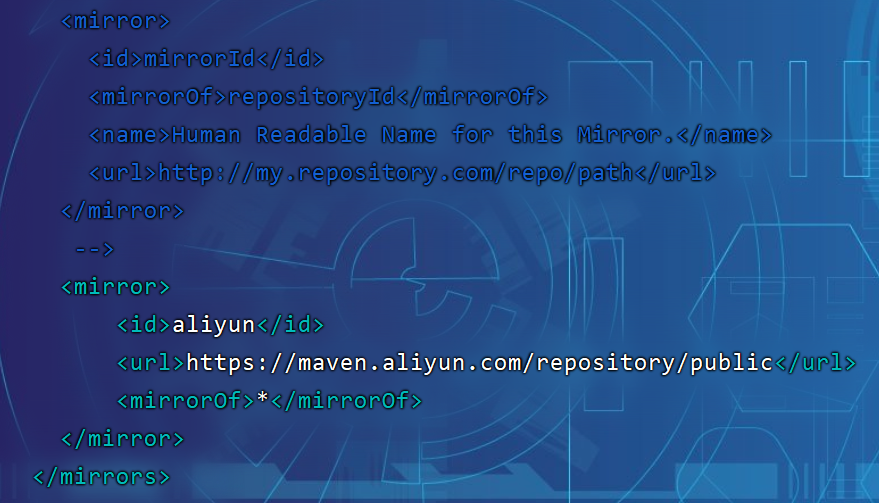 <mirror>
<id>mirrorId</id>
<mirrorOf>repositoryId</mirrorOf>
<name>Human Readable Name for this Mirror.</name>
<url>http://my.repository.com/repo/path</url>
</mirror>
-->
<mirror>
<id>aliyun</id>
<url>https://maven.aliyun.com/repository/public</url>
<mirrorOf>*</mirrorOf>
</mirror>
</mirrors>